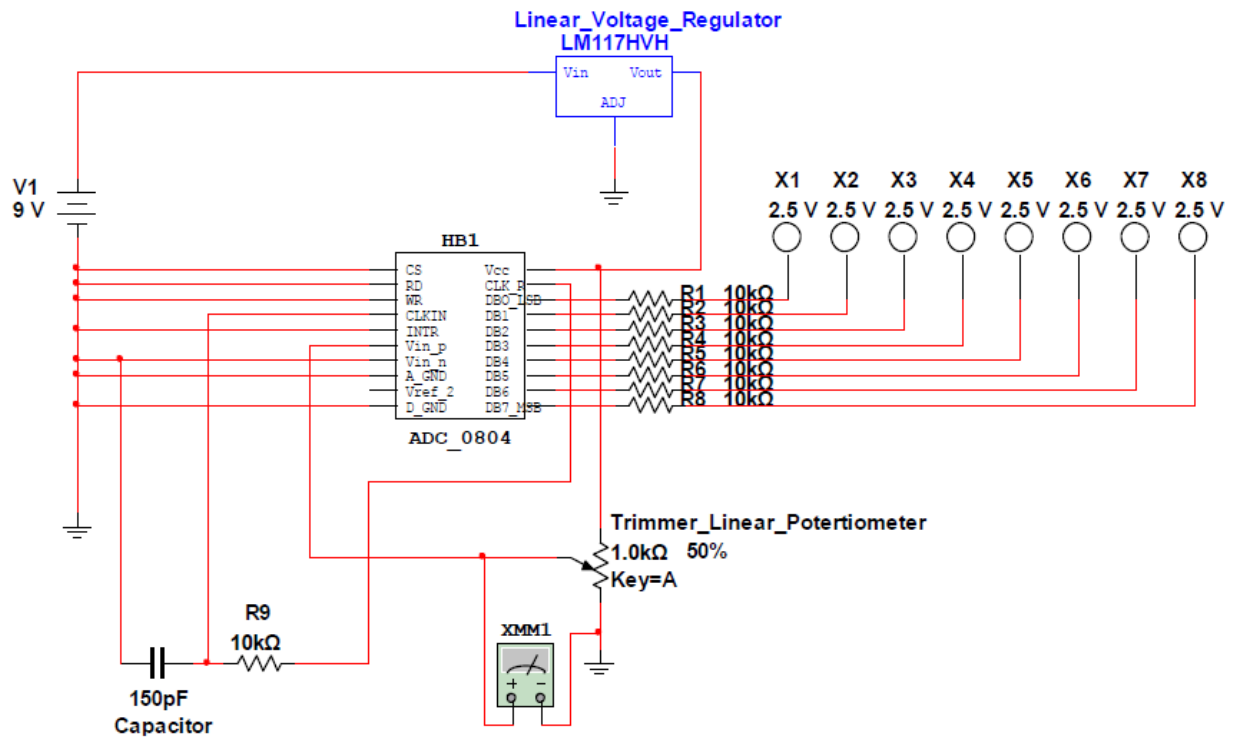 Linear_Voltage_Regulator
LM117HVH
Vin Vout
ADJ
V1
9 V
X1 X2 X3 X4 X5 X6 X7 X8
2.5 V 2.5 V 2.5 V 2.5 V 2.5 V 2.5 V 2.5 V 2.5 V
HB1
CS Vcc
RD CLK_R
WR DB0_LSB
CLKIN DB1
INTR DB2
Vin_p DB3
Vin_n DB4
A_GND DB5
Vref_2 DB6
D_GND DB7_MSB
ADC_0804
R1 10kΩ
R2 10kΩ
R3 10kΩ
R4 10kΩ
R5 10kΩ
R6 10kΩ
R7 10kΩ
R8 10kΩ
Trimmer_Linear_Potertiometer
1.0kΩ 50%
Key=A
R9
10kΩ
XMM1
+ −
150pF
Capacitor